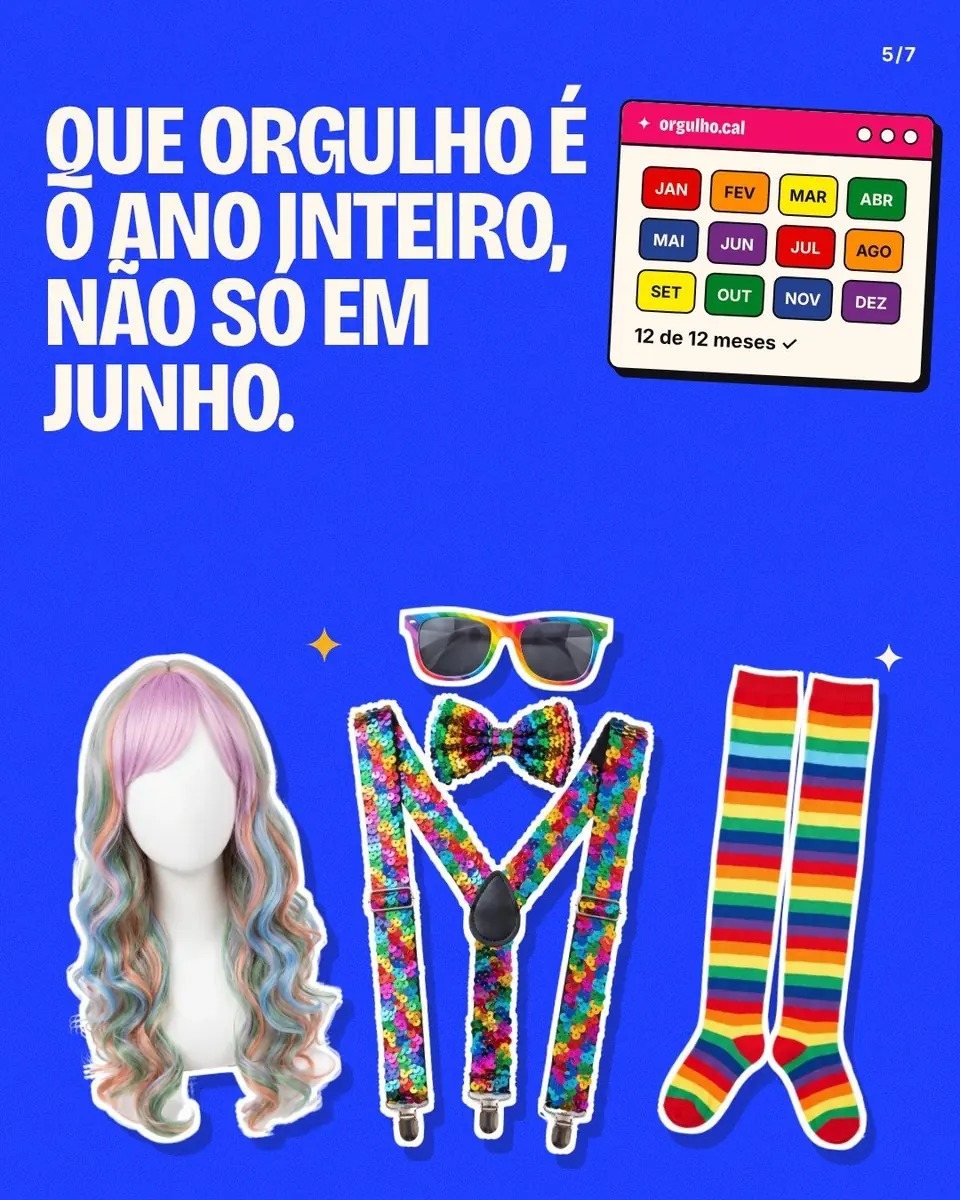 5/7
QUE ORGULHO É
O ANO INTEIRO,
NÃO SÓ EM
JUNHO.
orgulho.cal
JAN FEV MAR ABR
MAI JUN JUL AGO
SET OUT NOV DEZ
12 de 12 meses ✓